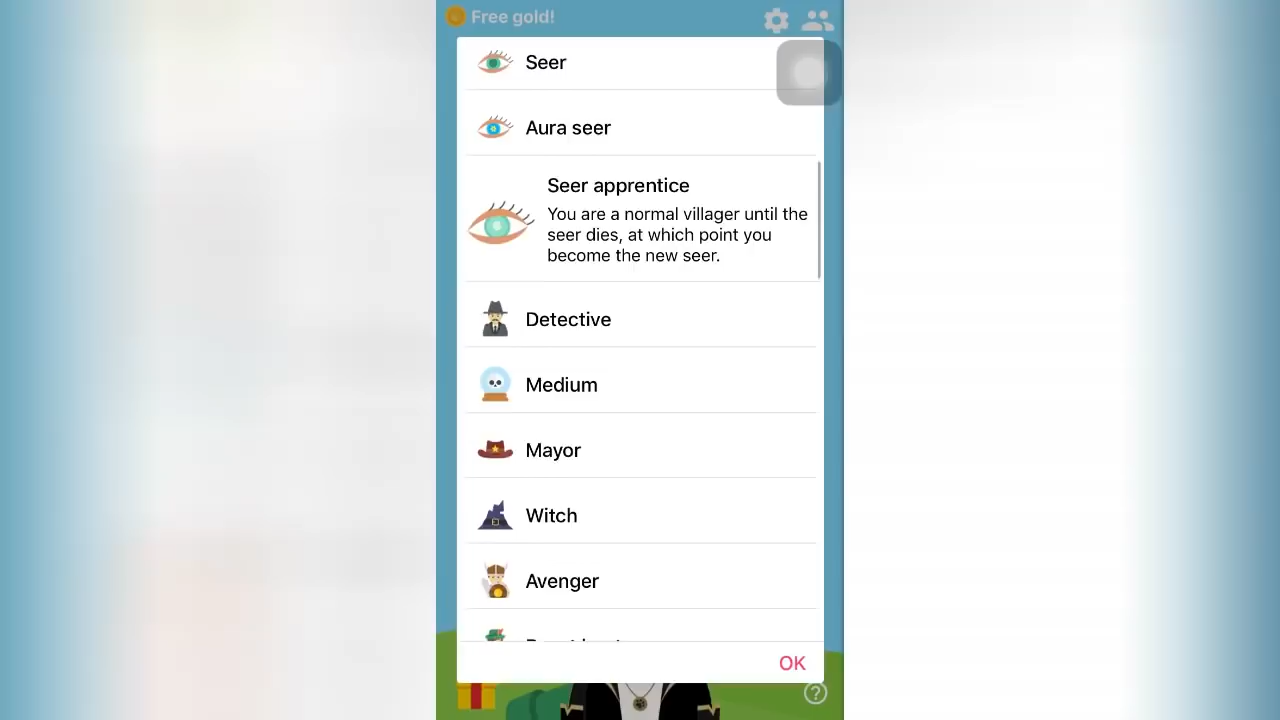 Free gold!
Seer
Aura seer
Seer apprentice
You are a normal villager until the
seer dies, at which point you
become the new seer.
Detective
Medium
Mayor
Witch
Avenger
OK
?